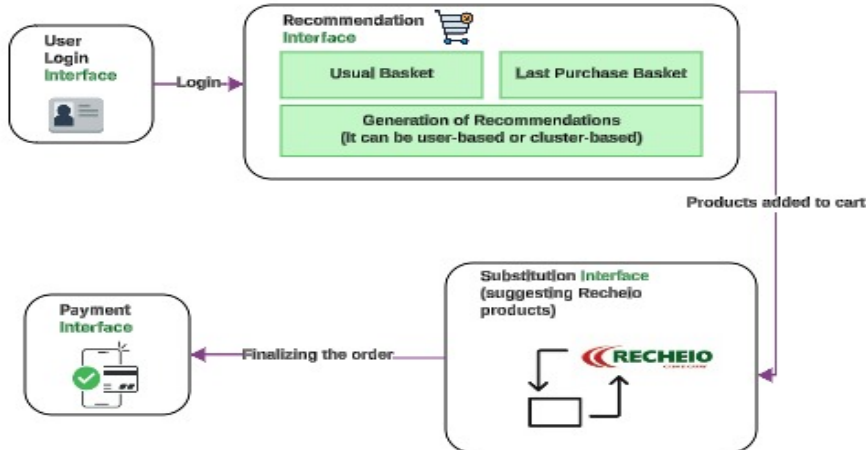 User
Login
Interface
Login
Recommendation
Interface
Usual Basket
Last Purchase Basket
Generation of Recommendations
(It can be user-based or cluster-based)
Products added to cart
Substitution Interface
(suggesting Recheio
products)
RECHEIO
Finalizing the order
Payment
Interface